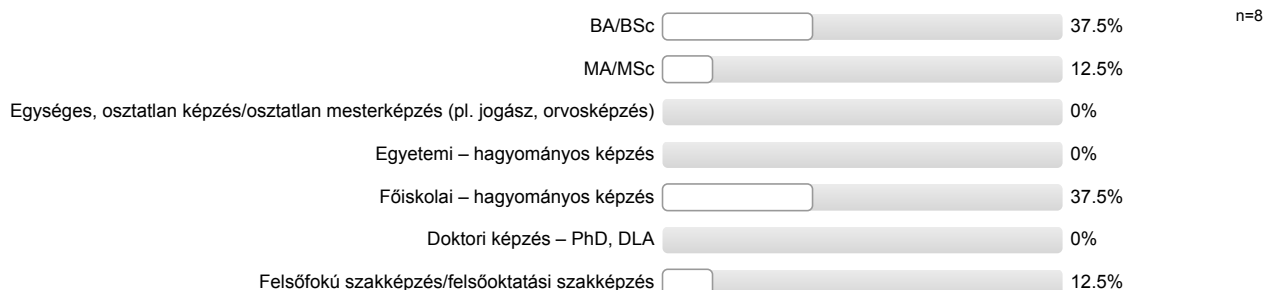 n=8
BA/BSc 37.5%
MA/MSc 12.5%
Egységes, osztatlan képzés/osztatlan mesterképzés (pl. jogász, orvosképzés) 0%
Egyetemi – hagyományos képzés 0%
Főiskolai – hagyományos képzés 37.5%
Doktori képzés – PhD, DLA 0%
Felsőfokú szakképzés/felsőoktatási szakképzés 12.5%